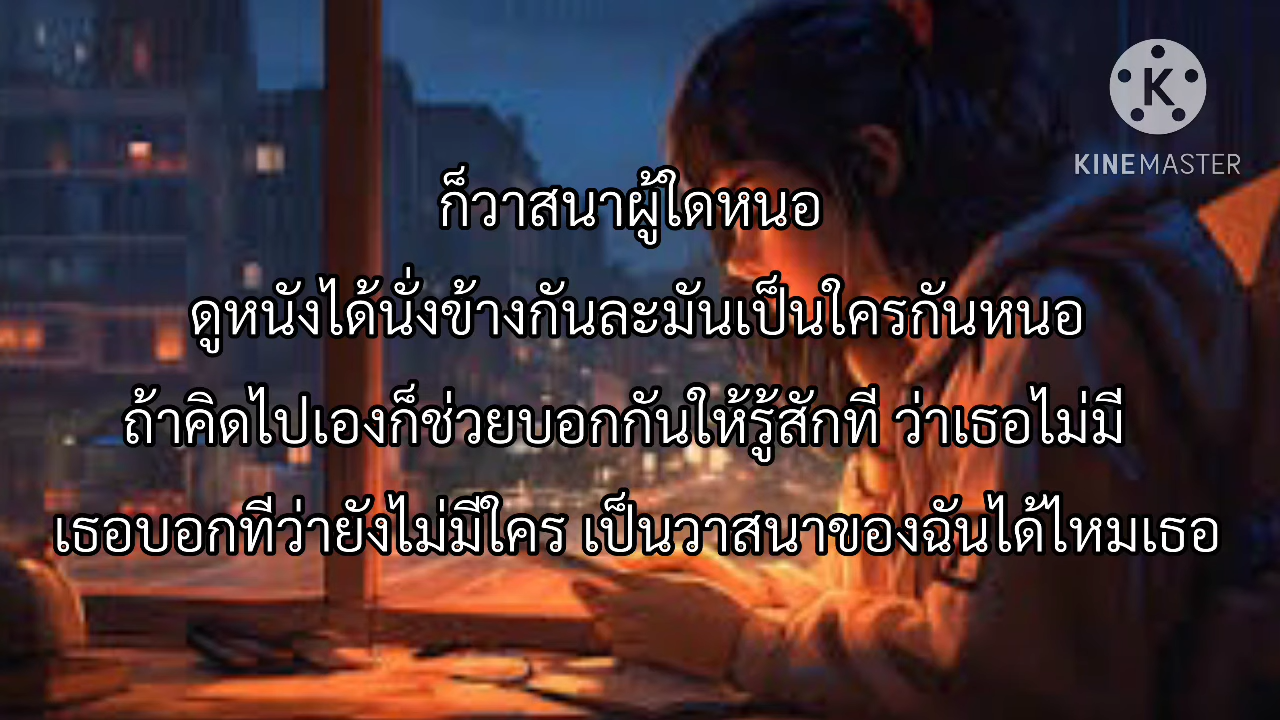 KINEMASTER
ก็วาสนาผู้ใดหนอ
ดูหนังได้นั่งข้างกันละมันเป็นใครกันหนอ
ถ้าคิดไปเองก็ช่วยบอกกันให้รู้สักที ว่าเธอไม่มี
เธอบอกทีว่ายังไม่มีใคร เป็นวาสนาของฉันได้ไหมเธอ